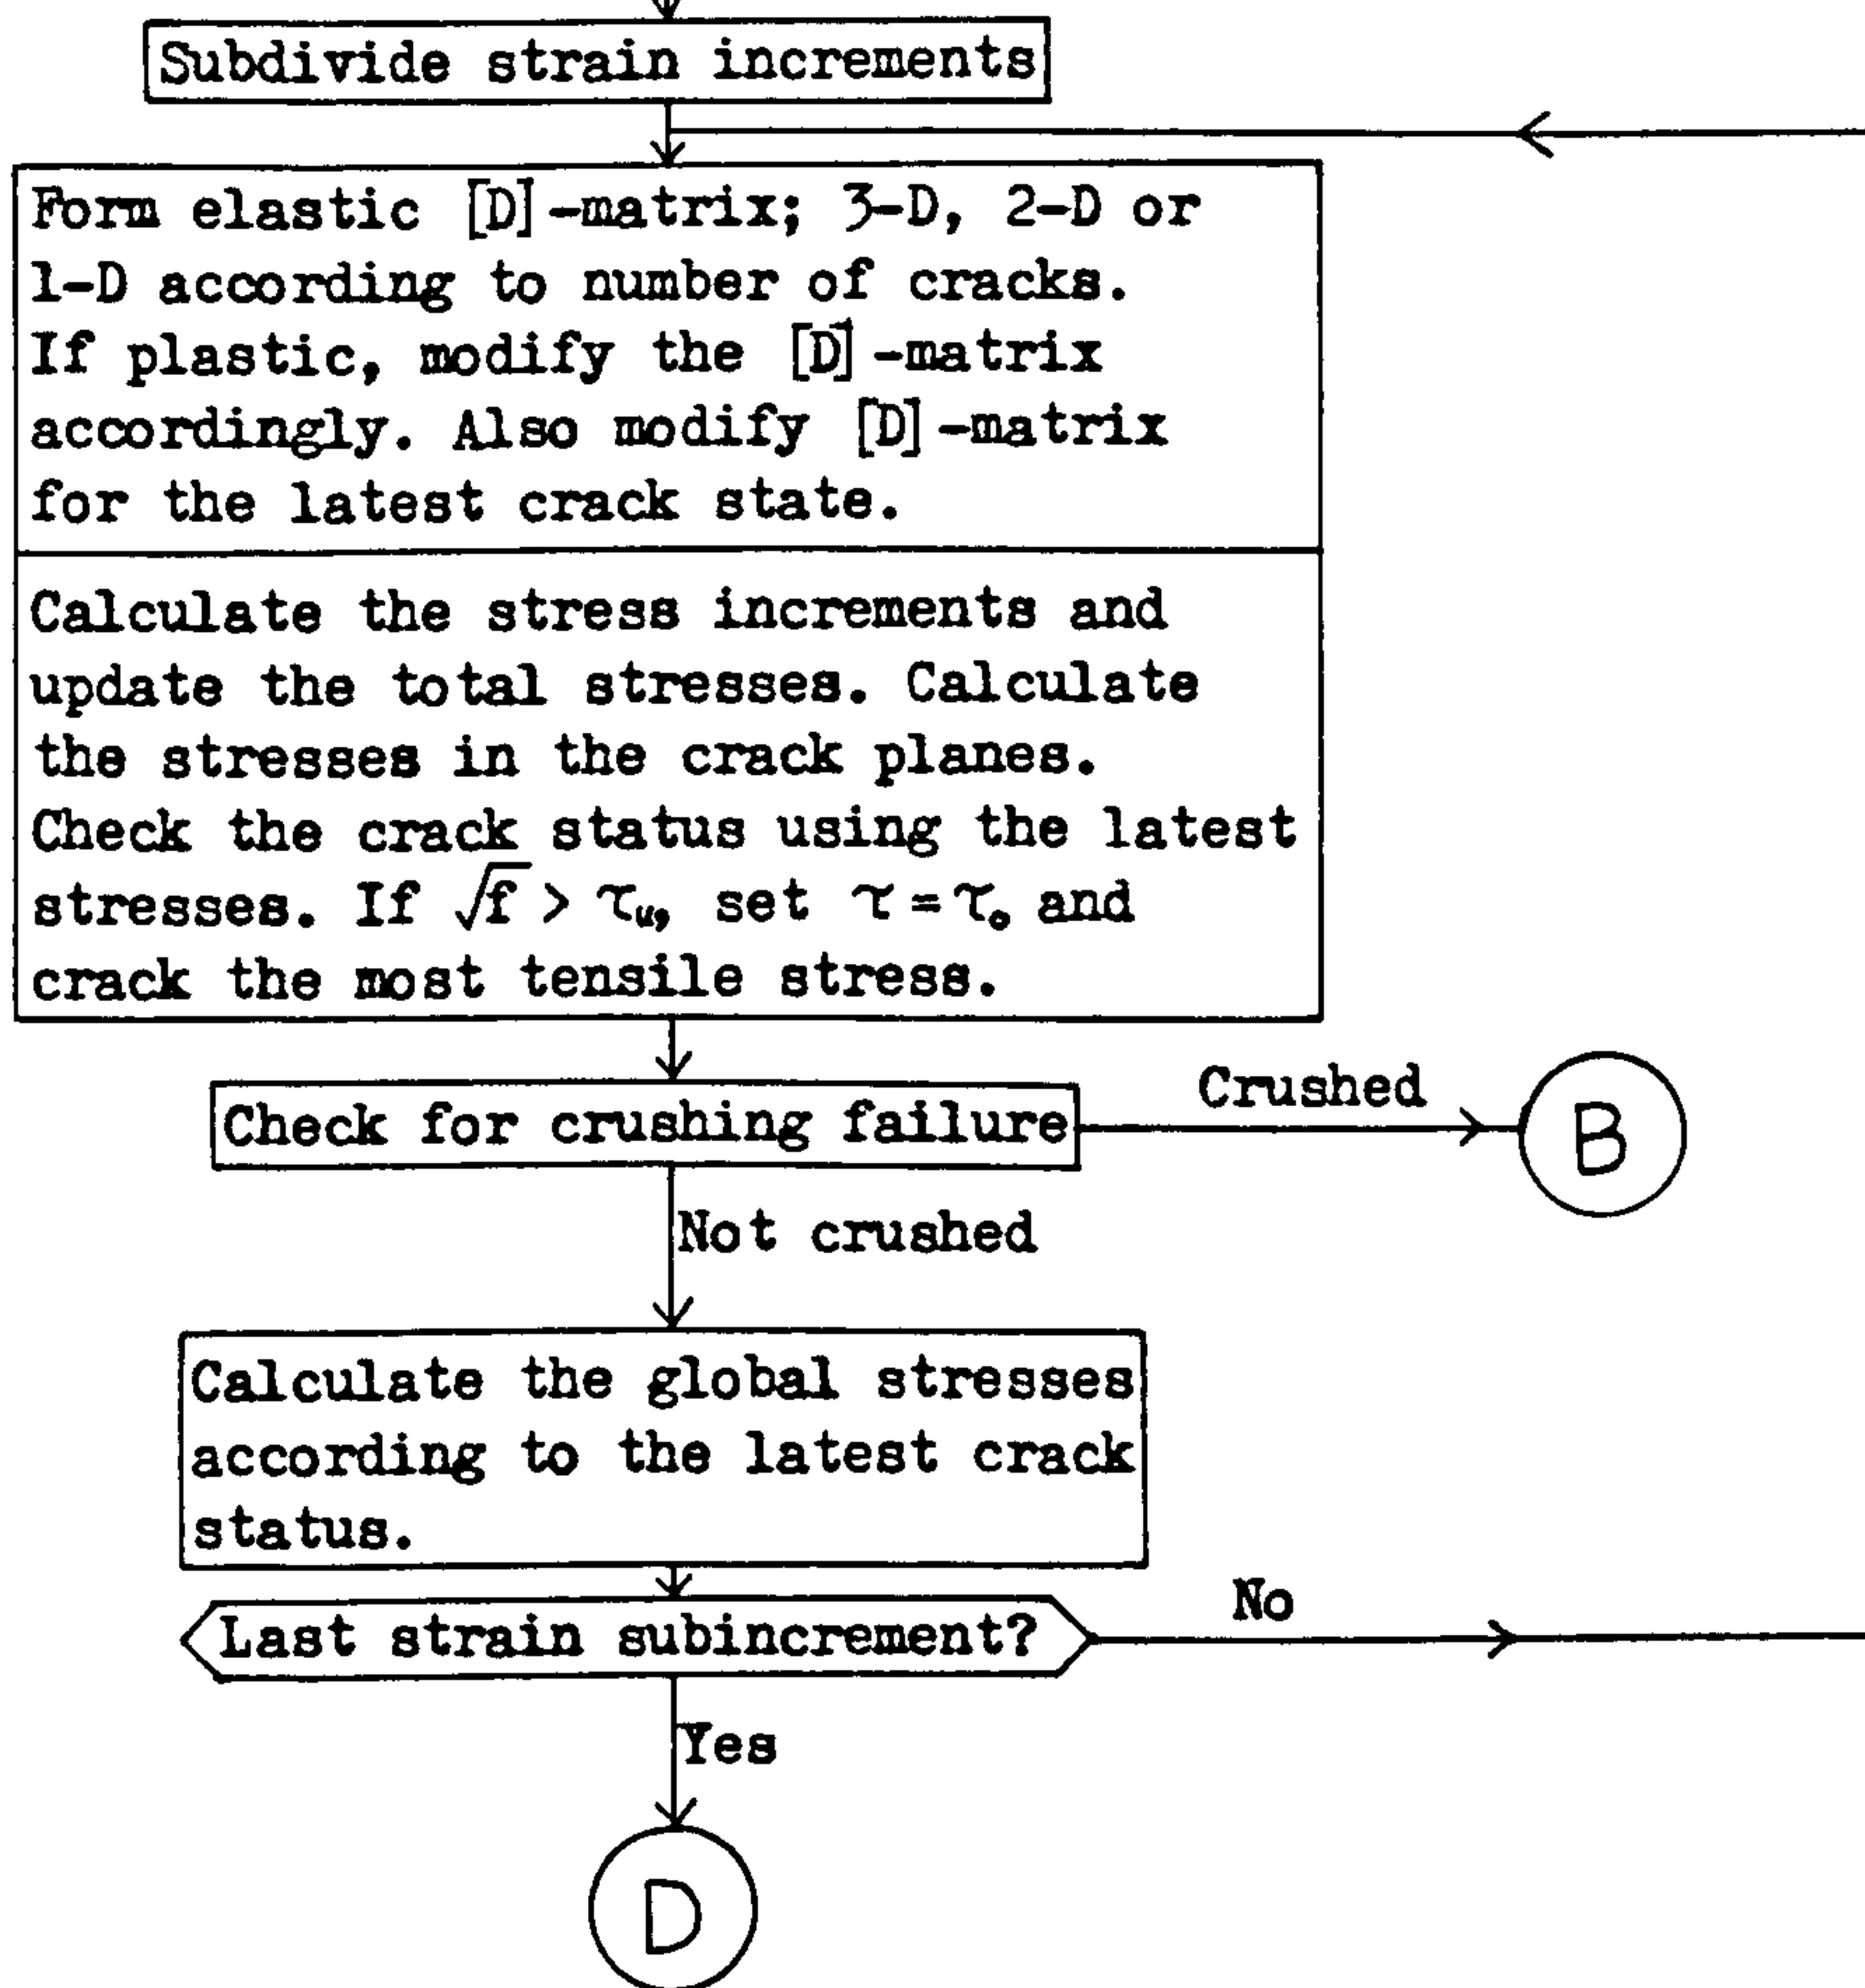 Subdivide strain increments
Form elastic [D]-matrix; 3-D, 2-D or
1-D according to number of cracks.
If plastic, modify the [D]-matrix
accordingly. Also modify [D]-matrix
for the latest crack state.
Calculate the stress increments and
update the total stresses. Calculate
the stresses in the crack planes.
Check the crack status using the latest
stresses. If √f > τu, set τ = τo and
crack the most tensile stress.
Check for crushing failure
Crushed
B
Not crushed
Calculate the global stresses
according to the latest crack
status.
Last strain subincrement?
No
Yes
D